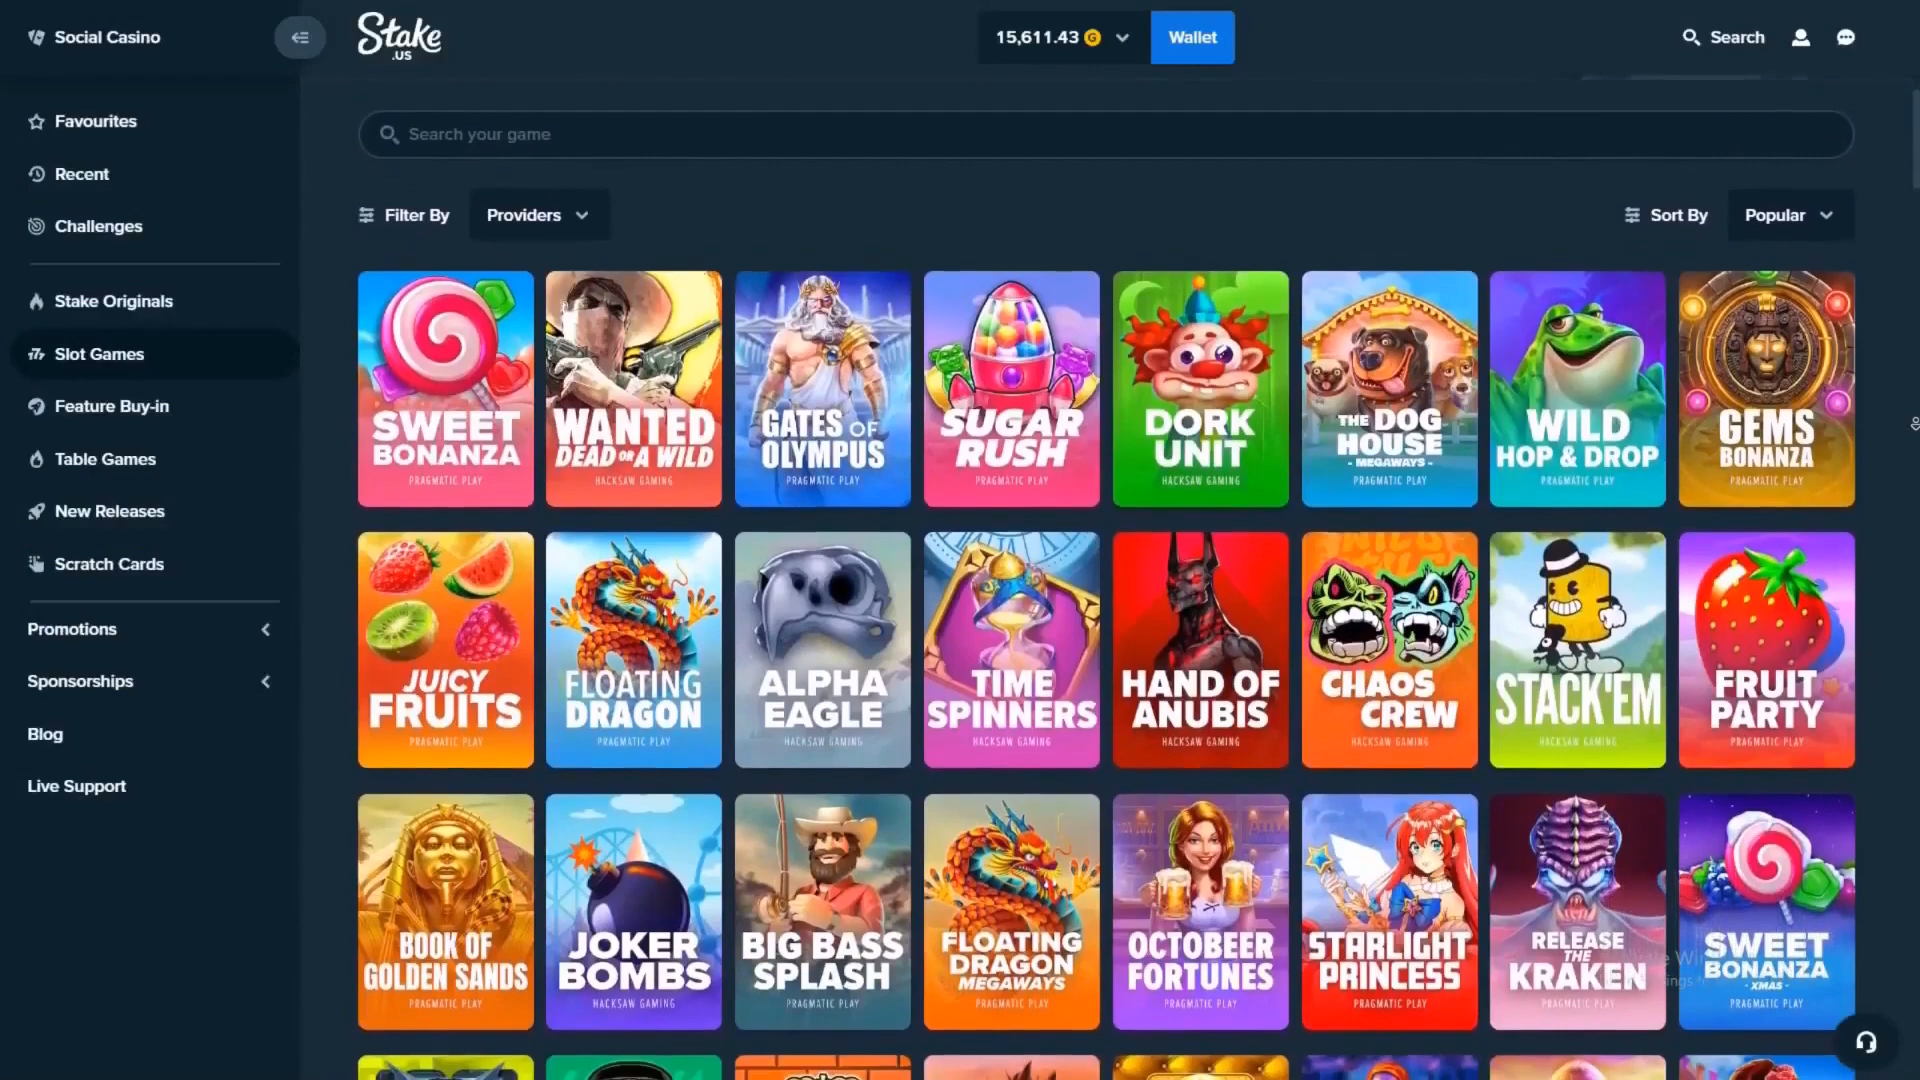 Social Casino
Stake
.US
15,611.43
Wallet
Search
Favourites
Recent
Challenges
Stake Originals
Slot Games
Feature Buy-in
Table Games
New Releases
Scratch Cards
Promotions
Sponsorships
Blog
Live Support
Search your game
Filter By
Providers
Sort By
Popular
SWEET
BONANZA
PRAGMATIC PLAY
WANTED
DEAD OR A WILD
HACKSAW GAMING
GATES OF
OLYMPUS
PRAGMATIC PLAY
SUGAR
RUSH
PRAGMATIC PLAY
DORK
UNIT
HACKSAW GAMING
THE DOG
HOUSE
- MEGAWAYS -
PRAGMATIC PLAY
WILD
HOP & DROP
PRAGMATIC PLAY
GEMS
BONANZA
PRAGMATIC PLAY
JUICY
FRUITS
PRAGMATIC PLAY
FLOATING
DRAGON
PRAGMATIC PLAY
ALPHA
EAGLE
HACKSAW GAMING
TIME
SPINNERS
HACKSAW GAMING
HAND OF
ANUBIS
HACKSAW GAMING
CHAOS
CREW
HACKSAW GAMING
STACK'EM
HACKSAW GAMING
FRUIT
PARTY
PRAGMATIC PLAY
BOOK OF
GOLDEN SANDS
PRAGMATIC PLAY
JOKER
BOMBS
HACKSAW GAMING
BIG BASS
SPLASH
PRAGMATIC PLAY
FLOATING
DRAGON
MEGAWAYS
PRAGMATIC PLAY
OCTOBEER
FORTUNES
PRAGMATIC PLAY
STARLIGHT
PRINCESS
PRAGMATIC PLAY
RELEASE
THE
KRAKEN
PRAGMATIC PLAY
SWEET
BONANZA
- XMAS -
PRAGMATIC PLAY